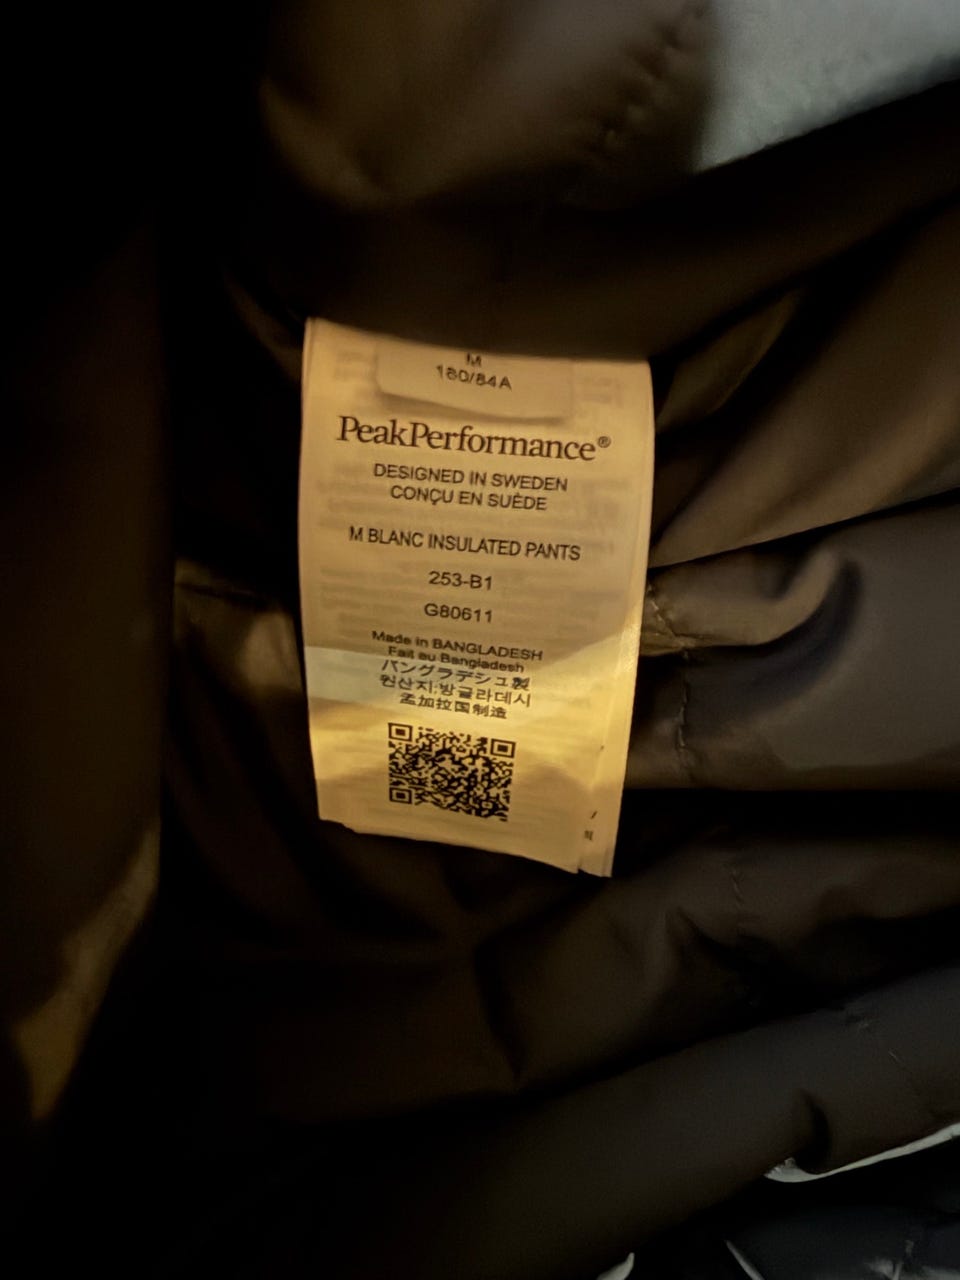 M
180/84A
PeakPerformance®
DESIGNED IN SWEDEN
CONÇU EN SUÈDE
M BLANC INSULATED PANTS
253-B1
G80611
Made in BANGLADESH
Fait au Bangladesh
バングラデシュ製
원산지:방글라데시
孟加拉国制造